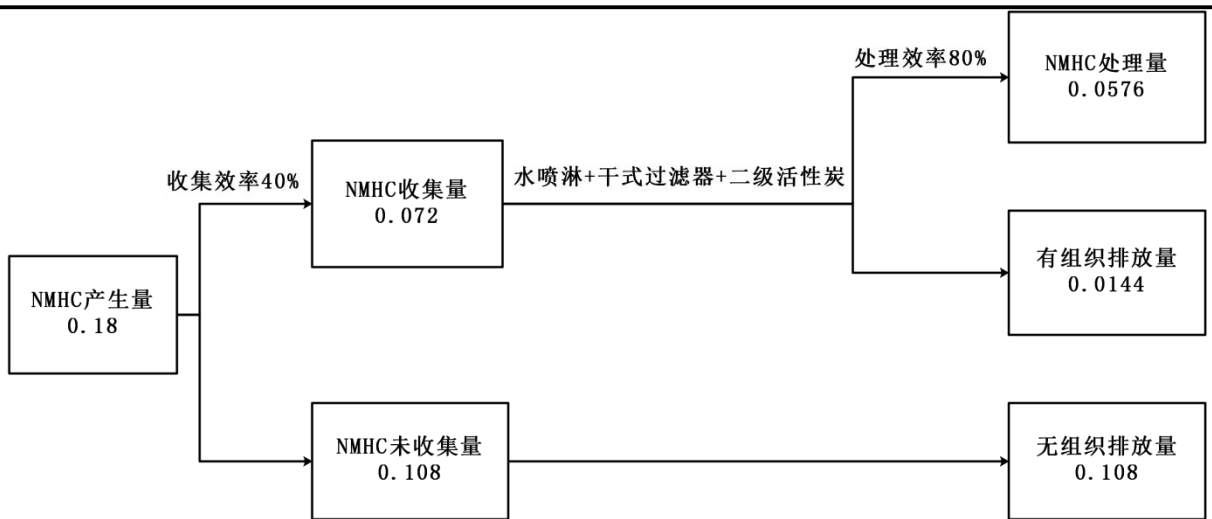 处理效率80%
NMHC处理量
0.0576
收集效率40%
NMHC收集量
0.072
水喷淋+干式过滤器+二级活性炭
有组织排放量
0.0144
NMHC产生量
0.18
NMHC未收集量
0.108
无组织排放量
0.108